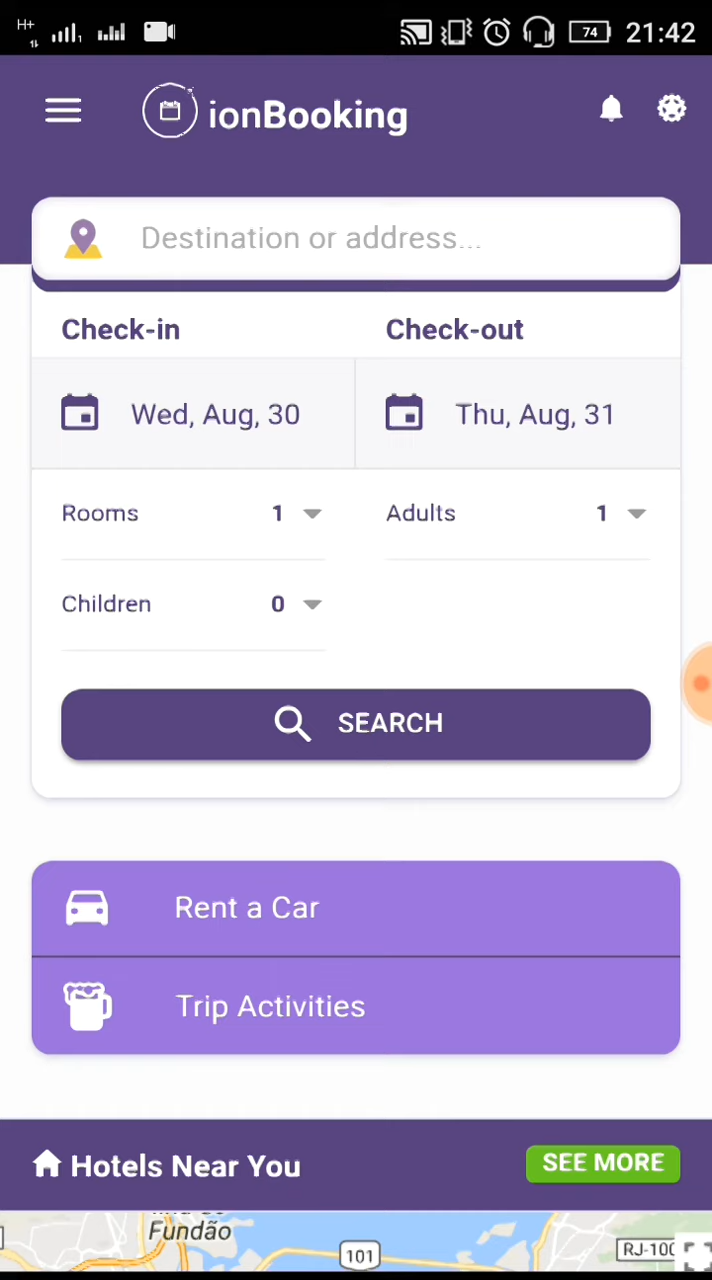 H+
74
21:42
ionBooking
Destination or address...
Check-in
Check-out
Wed, Aug, 30
Thu, Aug, 31
Rooms
1
Adults
1
Children
0
SEARCH
Rent a Car
Trip Activities
Hotels Near You
SEE MORE
Fundão
101